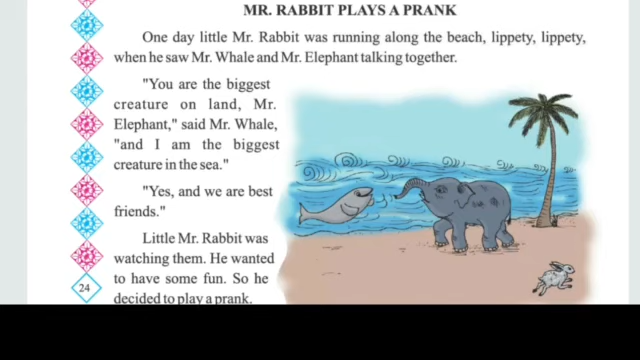 MR. RABBIT PLAYS A PRANK
One day little Mr. Rabbit was running along the beach, lippety, lippety,
when he saw Mr. Whale and Mr. Elephant talking together.
"You are the biggest
creature on land, Mr.
Elephant," said Mr. Whale,
"and I am the biggest
creature in the sea."
"Yes, and we are best
friends."
Little Mr. Rabbit was
watching them. He wanted
to have some fun. So he
decided to play a prank.
24